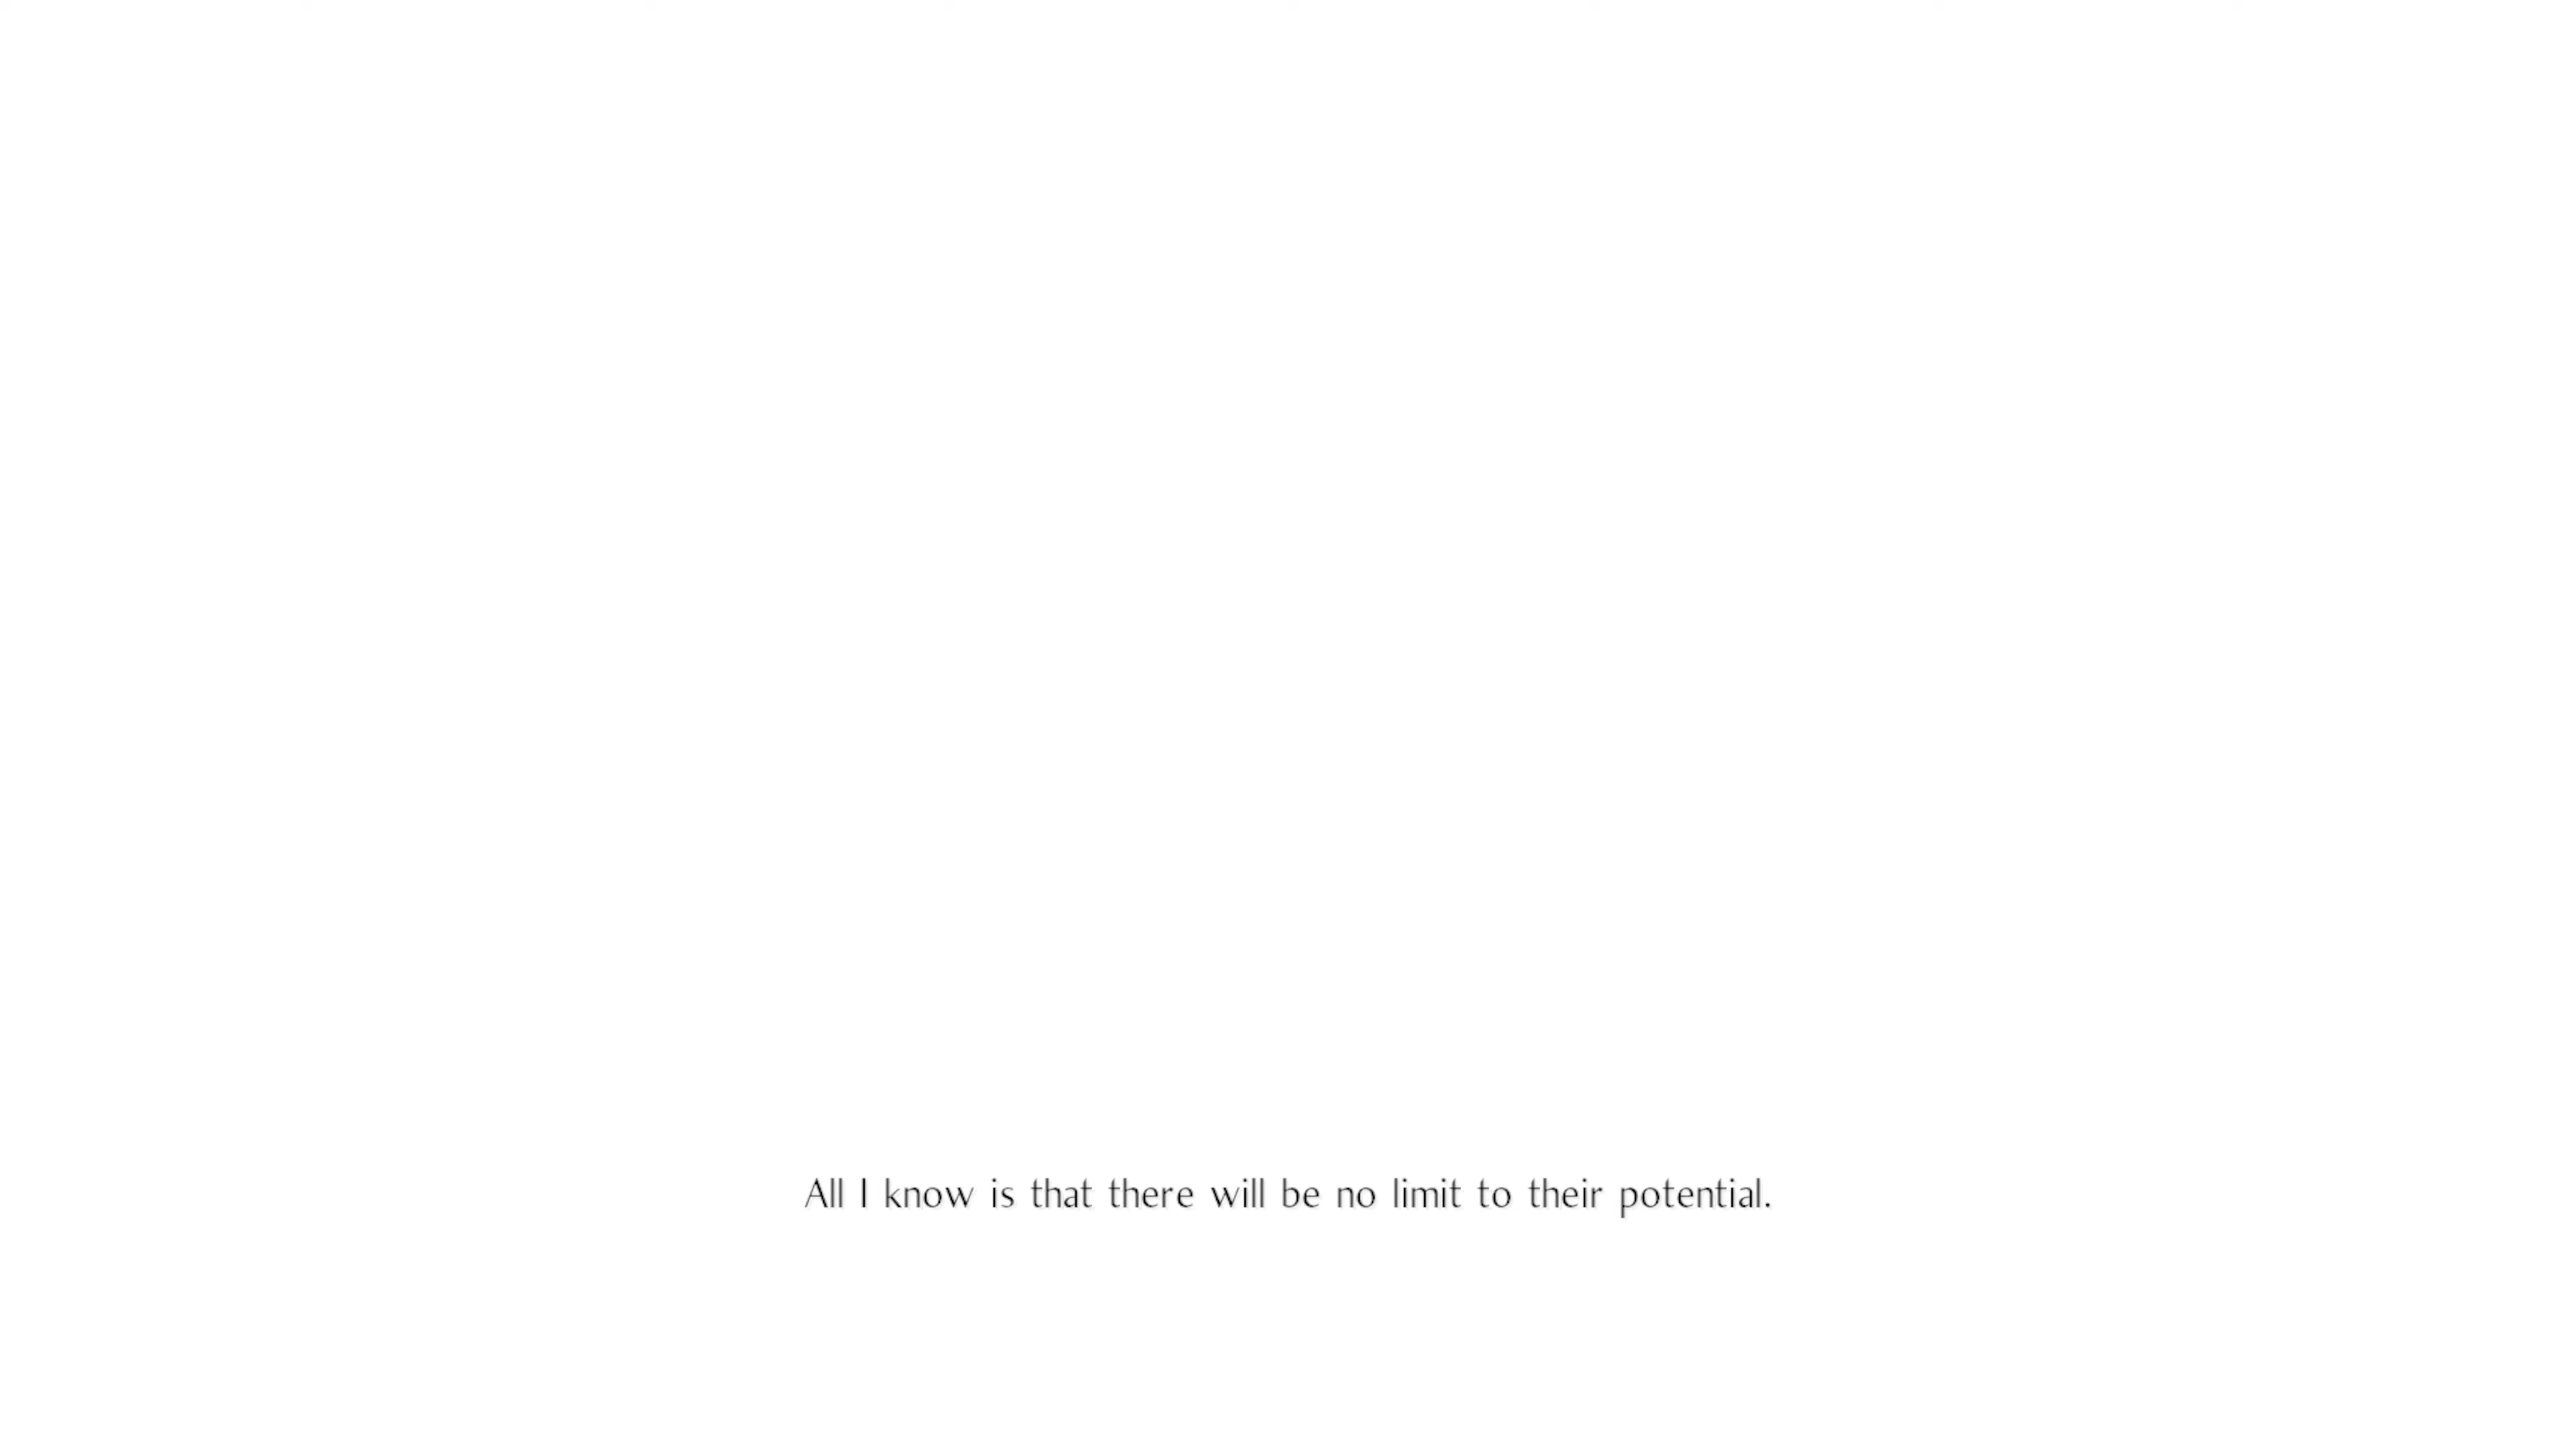 All I know is that there will be no limit to their potential.